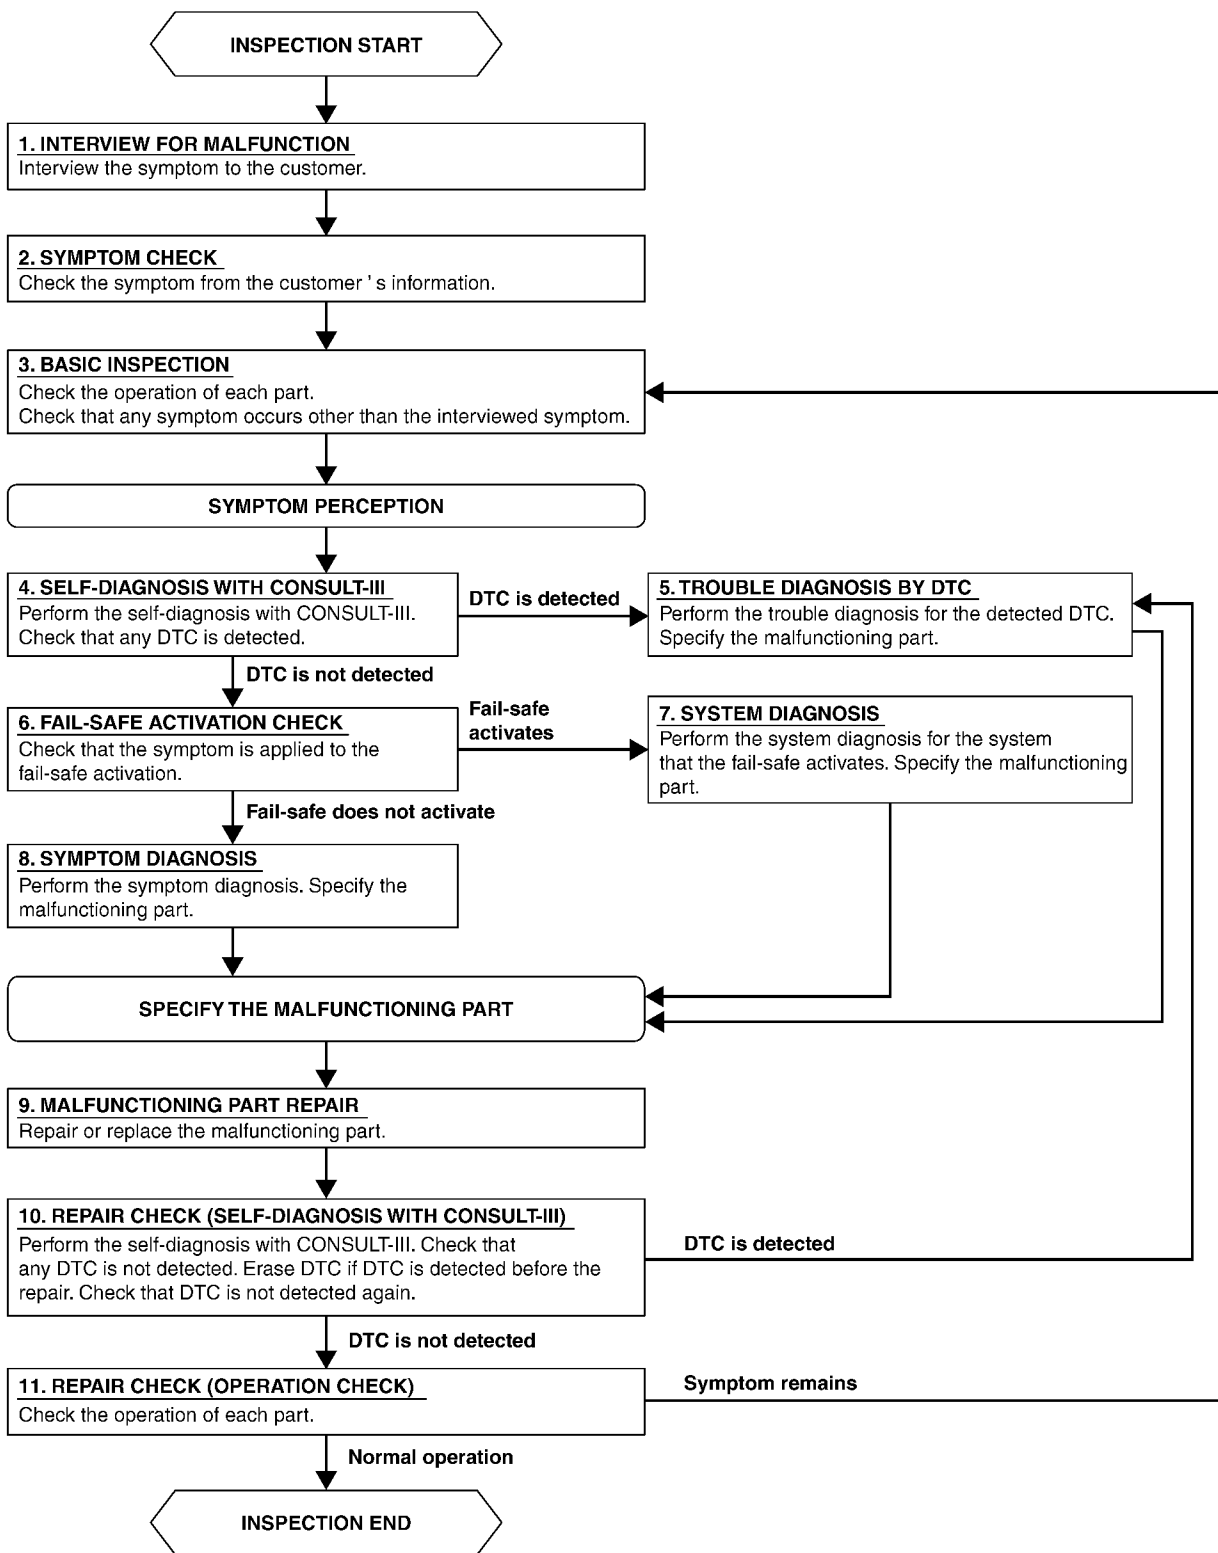 INSPECTION START
1. INTERVIEW FOR MALFUNCTION
Interview the symptom to the customer.
2. SYMPTOM CHECK
Check the symptom from the customer ' s information.
3. BASIC INSPECTION
Check the operation of each part.
Check that any symptom occurs other than the interviewed symptom.
SYMPTOM PERCEPTION
4. SELF-DIAGNOSIS WITH CONSULT-III
Perform the self-diagnosis with CONSULT-III.
Check that any DTC is detected.
DTC is detected
5. TROUBLE DIAGNOSIS BY DTC
Perform the trouble diagnosis for the detected DTC.
Specify the malfunctioning part.
DTC is not detected
6. FAIL-SAFE ACTIVATION CHECK
Check that the symptom is applied to the
fail-safe activation.
Fail-safe
activates
7. SYSTEM DIAGNOSIS
Perform the system diagnosis for the system
that the fail-safe activates. Specify the malfunctioning
part.
Fail-safe does not activate
8. SYMPTOM DIAGNOSIS
Perform the symptom diagnosis. Specify the
malfunctioning part.
SPECIFY THE MALFUNCTIONING PART
9. MALFUNCTIONING PART REPAIR
Repair or replace the malfunctioning part.
10. REPAIR CHECK (SELF-DIAGNOSIS WITH CONSULT-III)
Perform the self-diagnosis with CONSULT-III. Check that
any DTC is not detected. Erase DTC if DTC is detected before the
repair. Check that DTC is not detected again.
DTC is detected
DTC is not detected
11. REPAIR CHECK (OPERATION CHECK)
Check the operation of each part.
Symptom remains
Normal operation
INSPECTION END